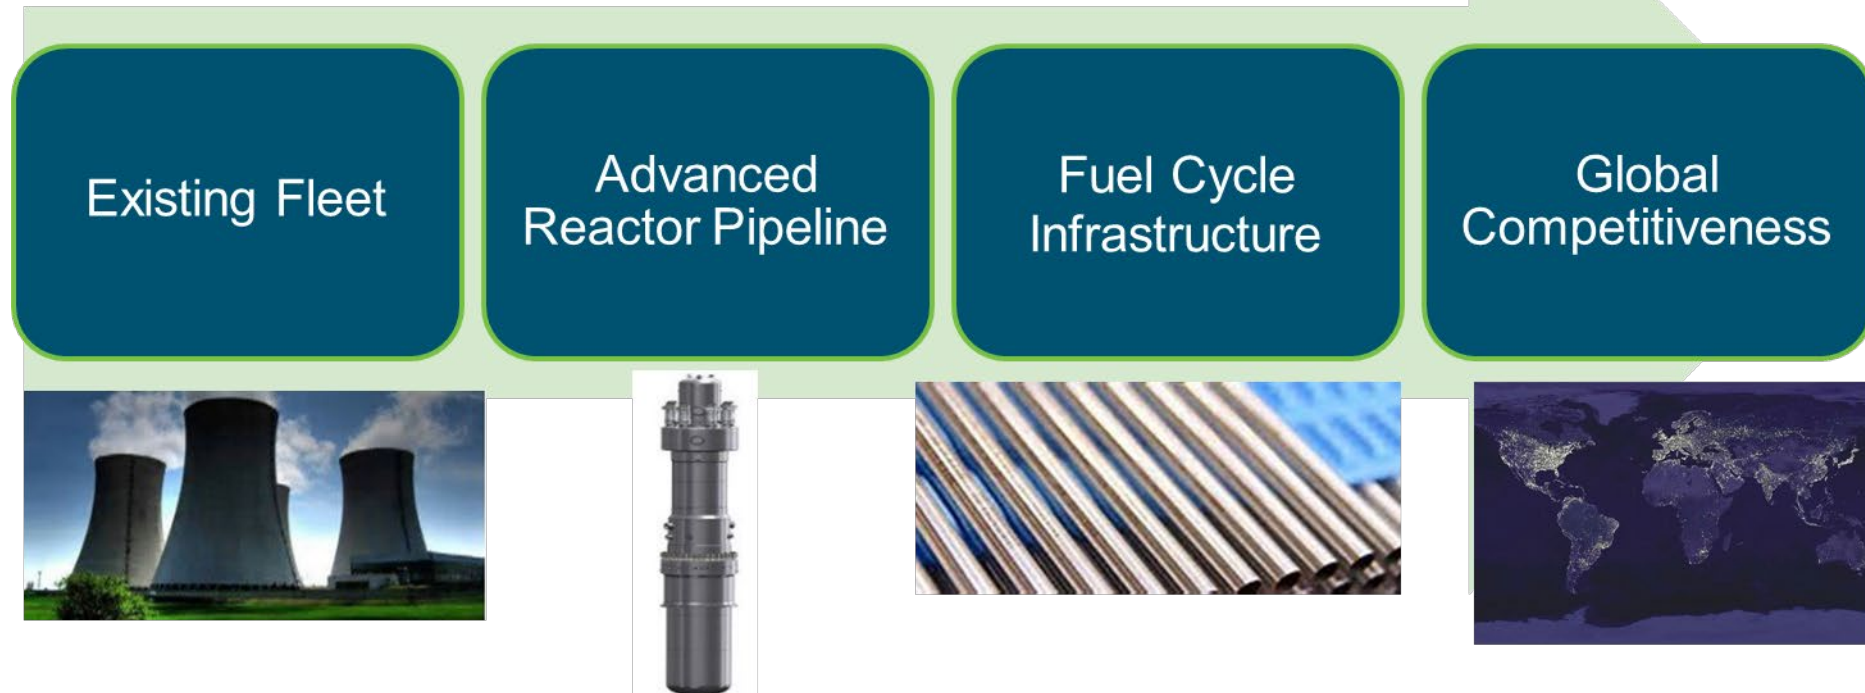 Existing Fleet
Advanced
Reactor Pipeline
Fuel Cycle
Infrastructure
Global
Competitiveness